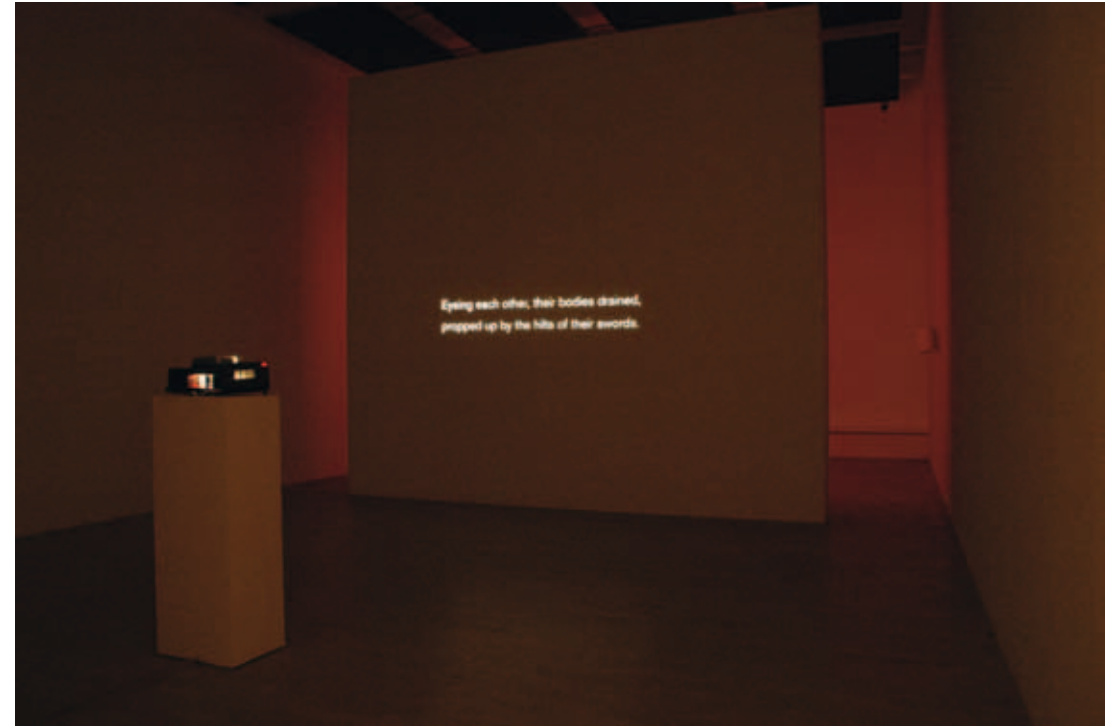 Eyeing each other, their bodies drained,
propped up by the hilts of their swords.